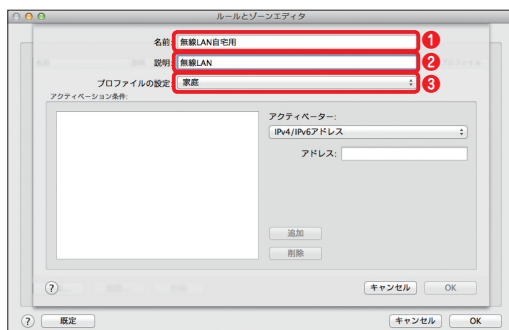 ルールとゾーンエディタ
名前: 無線LAN自宅用 1
説明: 無線LAN 2
プロファイルの設定: 家庭 3
アクティベーション条件:
アクティベーター:
IPv4/IPv6アドレス
アドレス:
追加
削除
? キャンセル OK
? 既定 キャンセル OK